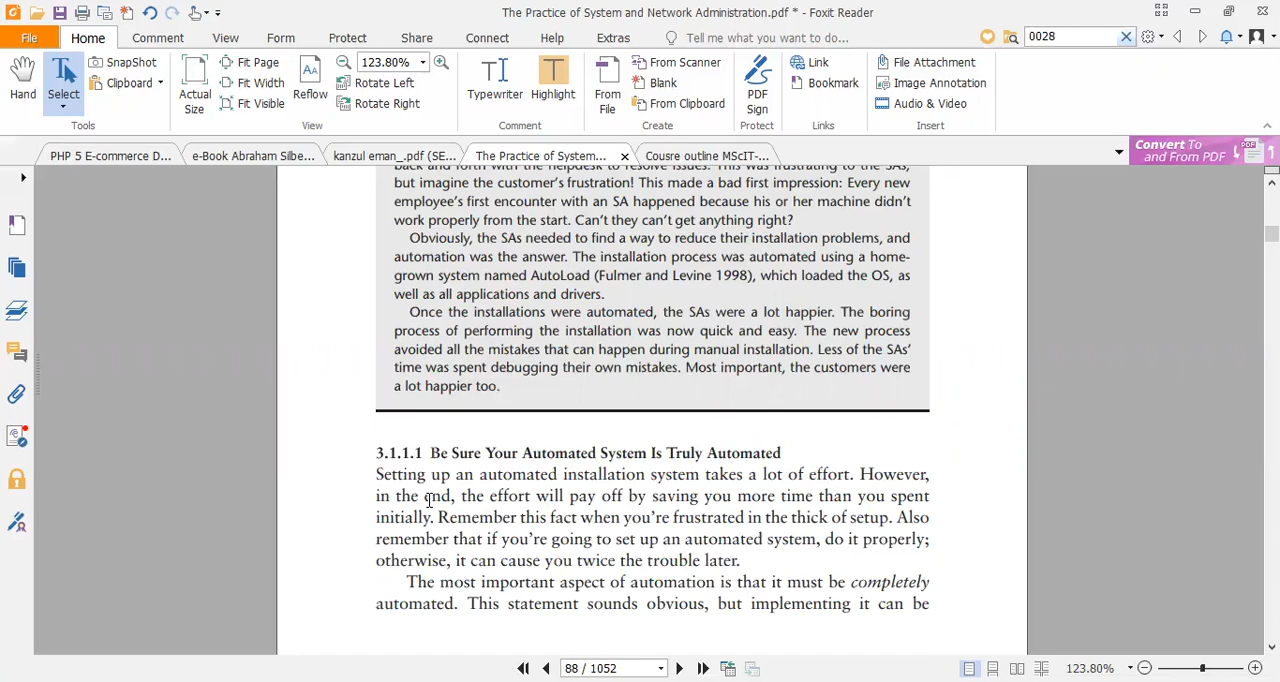 The Practice of System and Network Administration.pdf * - Foxit Reader
File Home Comment View Form Protect Share Connect Help Extras Tell me what you want to do... 0028
Hand
Select
SnapShot
Clipboard
Tools
Actual Size
Fit Page
Fit Width
Fit Visible
Reflow
123.80%
Rotate Left
Rotate Right
View
Typewriter
Highlight
Comment
From File
From Scanner
Blank
From Clipboard
Create
PDF Sign
Protect
Link
Bookmark
Links
File Attachment
Image Annotation
Audio & Video
Insert
PHP 5 E-commerce D... e-Book Abraham Silbe... kanzul eman_.pdf (SE... The Practice of System... Cousre outline MScIT-...
Convert To
and From PDF
PDF
back and forth with the helpdesk to resolve issues. This was frustrating to the SAs,
but imagine the customer's frustration! This made a bad first impression: Every new
employee's first encounter with an SA happened because his or her machine didn't
work properly from the start. Can't they can't get anything right?
Obviously, the SAs needed to find a way to reduce their installation problems, and
automation was the answer. The installation process was automated using a home-
grown system named AutoLoad (Fulmer and Levine 1998), which loaded the OS, as
well as all applications and drivers.
Once the installations were automated, the SAs were a lot happier. The boring
process of performing the installation was now quick and easy. The new process
avoided all the mistakes that can happen during manual installation. Less of the SAs'
time was spent debugging their own mistakes. Most important, the customers were
a lot happier too.
3.1.1.1 Be Sure Your Automated System Is Truly Automated
Setting up an automated installation system takes a lot of effort. However,
in the end, the effort will pay off by saving you more time than you spent
initially. Remember this fact when you're frustrated in the thick of setup. Also
remember that if you're going to set up an automated system, do it properly;
otherwise, it can cause you twice the trouble later.
The most important aspect of automation is that it must be completely
automated. This statement sounds obvious, but implementing it can be
88 / 1052
123.80%